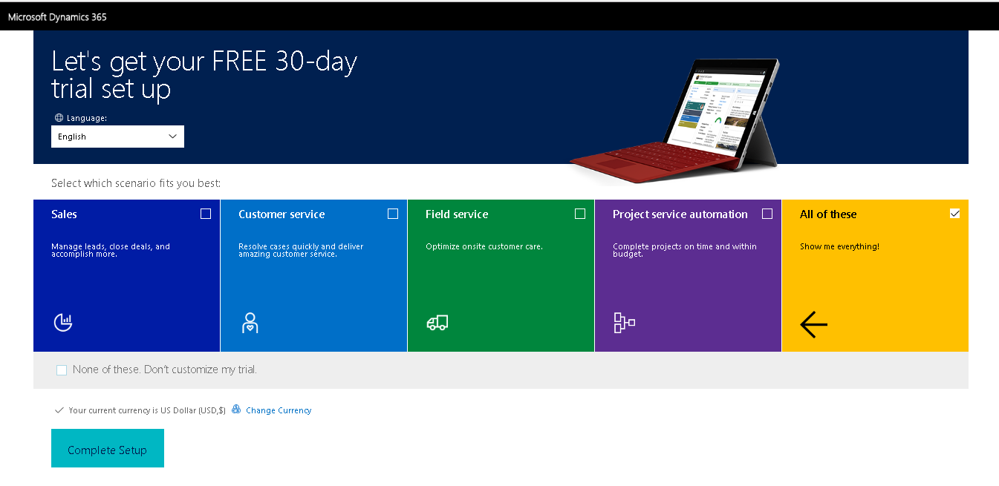 Microsoft Dynamics 365
Let's get your FREE 30-day
trial set up
Language:
English
Select which scenario fits you best:
Sales
Manage leads, close deals, and
accomplish more.
Customer service
Resolve cases quickly and deliver
amazing customer service.
Field service
Optimize onsite customer care.
Project service automation
Complete projects on time and within
budget.
All of these
Show me everything!
None of these. Don't customize my trial.
Your current currency is US Dollar (USD,$) Change Currency
Complete Setup